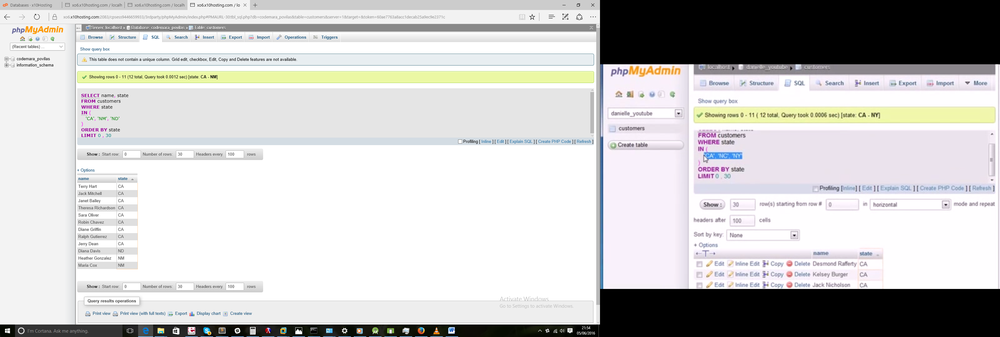 Databases - x10Hosting
xo6.x10hosting.com / localh
xo6.x10hosting.com / localh
xo6.x10hosting.com / lo
xo6.x10hosting.com:2083/cpsess9446659933/3rdparty/phpMyAdmin/index.php#PMAURL-30:tbl_sql.php?db=codemara_povilas&table=customers&server=1&target=&token=60ae7763a8acc1decab25a9ec9e2371c
phpMyAdmin
(Recent tables) ...
codemara_povilas
information_schema
Server: localhost » Database: codemara_povilas » Table: customers
Browse Structure SQL Search Insert Export Import Operations Triggers
Show query box
This table does not contain a unique column. Grid edit, checkbox, Edit, Copy and Delete features are not available.
Showing rows 0 - 11 (12 total, Query took 0.0012 sec) [state: CA - NM]
SELECT name, state
FROM customers
WHERE state
IN (
'CA', 'NM', 'ND'
)
ORDER BY state
LIMIT 0 , 30
Profiling [ Inline ] [ Edit ] [ Explain SQL ] [ Create PHP Code ] [ Refresh ]
Show : Start row: 0 Number of rows: 30 Headers every 100 rows
+ Options
name state
Terry Hart CA
Jack Mitchell CA
Janet Bailey CA
Theresa Richardson CA
Sara Oliver CA
Robin Chavez CA
Diane Griffin CA
Ralph Gutierrez CA
Jerry Dean CA
Diana Davis ND
Heather Gonzalez NM
Maria Cox NM
Show : Start row: 0 Number of rows: 30 Headers every 100 rows
Query results operations
Print view Print view (with full texts) Export Display chart Create view
Activate Windows
Go to Settings to activate Windows.
I'm Cortana. Ask me anything.
21:54
05/06/2016
phpMyAdmin
danielle_youtube
customers
Create table
localhost danielle_youtube customers
Browse Structure SQL Search Insert Export Import More
Show query box
Showing rows 0 - 11 ( 12 total, Query took 0.0006 sec) [state: CA - NY]
FROM customers
WHERE state
IN (
'CA', 'NC', 'NY'
)
ORDER BY state
LIMIT 0 , 30
Profiling [Inline] [ Edit ] [ Explain SQL ] [ Create PHP Code ] [ Refresh ]
Show : 30 row(s) starting from row # 0 in horizontal mode and repeat
headers after 100 cells
Sort by key: None
+ Options
←T→ name state
Edit Inline Edit Copy Delete Desmond Rafferty CA
Edit Inline Edit Copy Delete Kelsey Burger CA
Edit Inline Edit Copy Delete Jack Nicholson CA